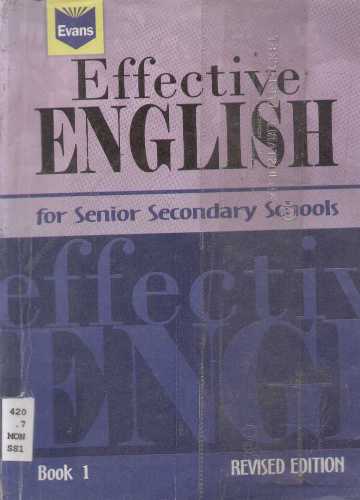 Evans
Effective
ENGLISH
for Senior Secondary Schools
effectiv
ENG
420
.7
MON
SS1
Book 1
REVISED EDITION